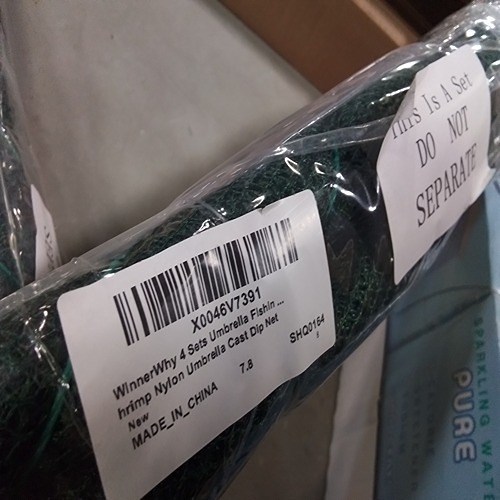 This Is A Set
DO NOT
SEPARATE
X0046V7391
WinnerWhy 4 Sets Umbrella Fishin ...
hrimp Nylon Umbrella Cast Dip Net
New
MADE_IN_CHINA
7.8
SHQ0164
SPARKLING WAT
PURE